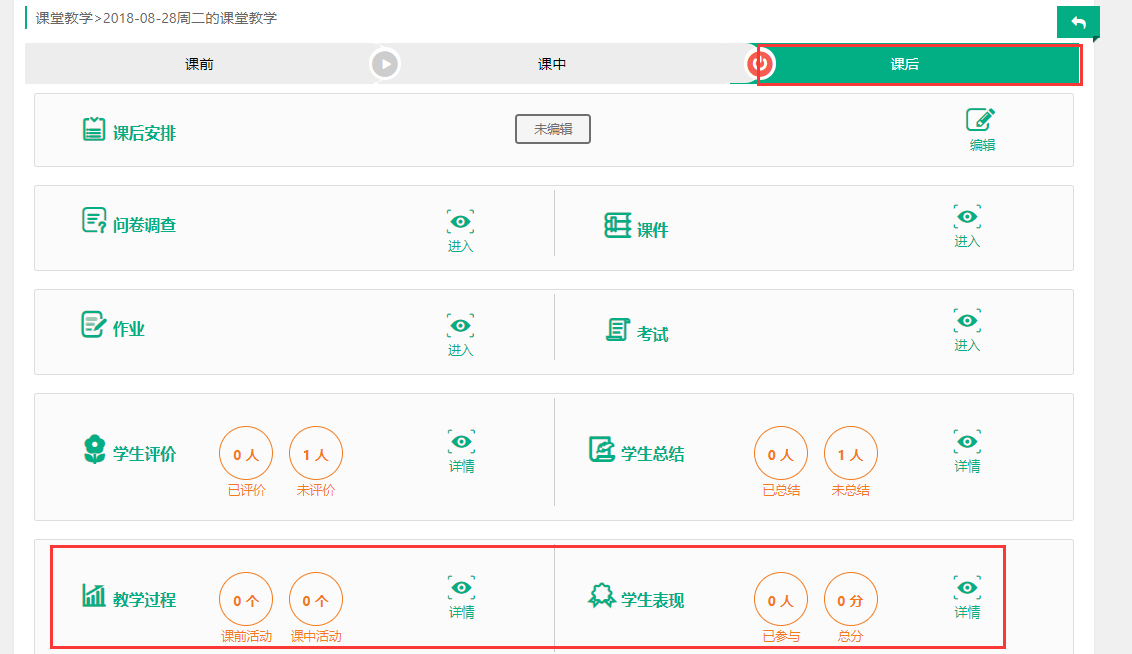 课堂教学>2018-08-28周二的课堂教学
课前
课中
课后
课后安排
未编辑
编辑
问卷调查
进入
课件
进入
作业
进入
考试
进入
学生评价
0 人
已评价
1 人
未评价
详情
学生总结
0 人
已总结
1 人
未总结
详情
教学过程
0 个
课前活动
0 个
课中活动
详情
学生表现
0 人
已参与
0 分
总分
详情